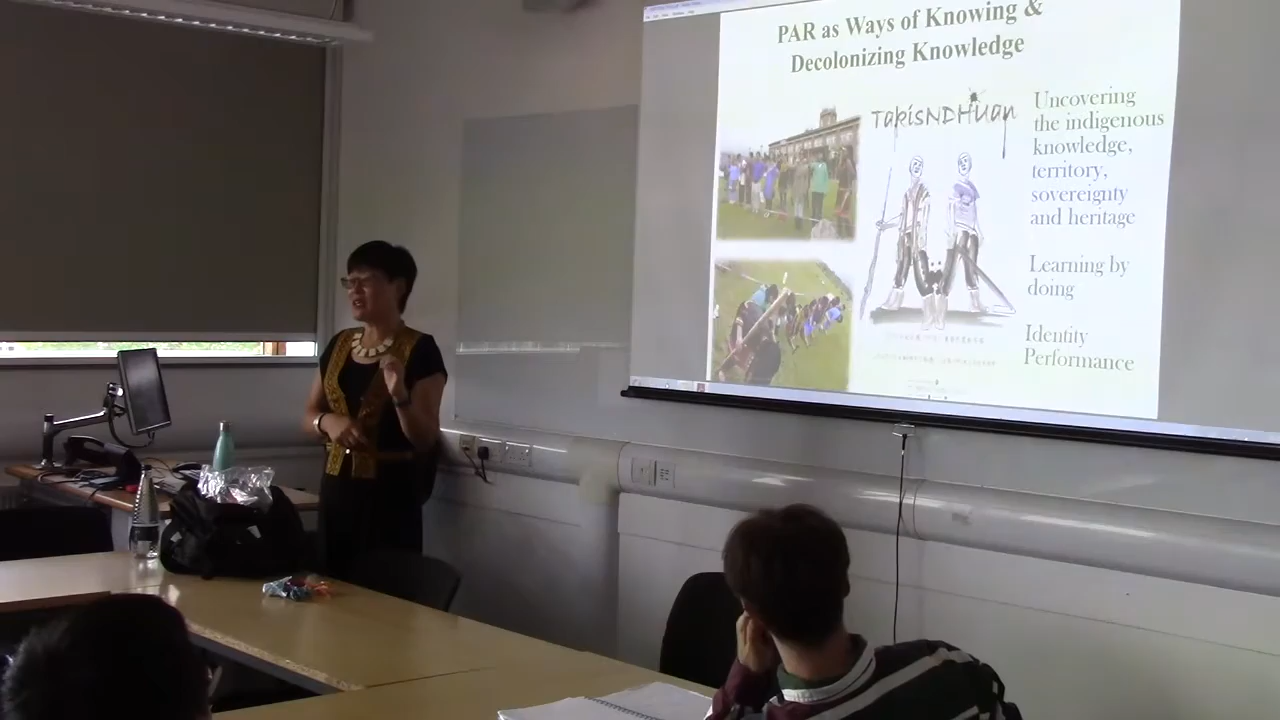 PAR as Ways of Knowing &
Decolonizing Knowledge
TakisNDHUan
Uncovering
the indigenous
knowledge,
territory,
sovereignty
and heritage
Learning by
doing
Identity
Performance